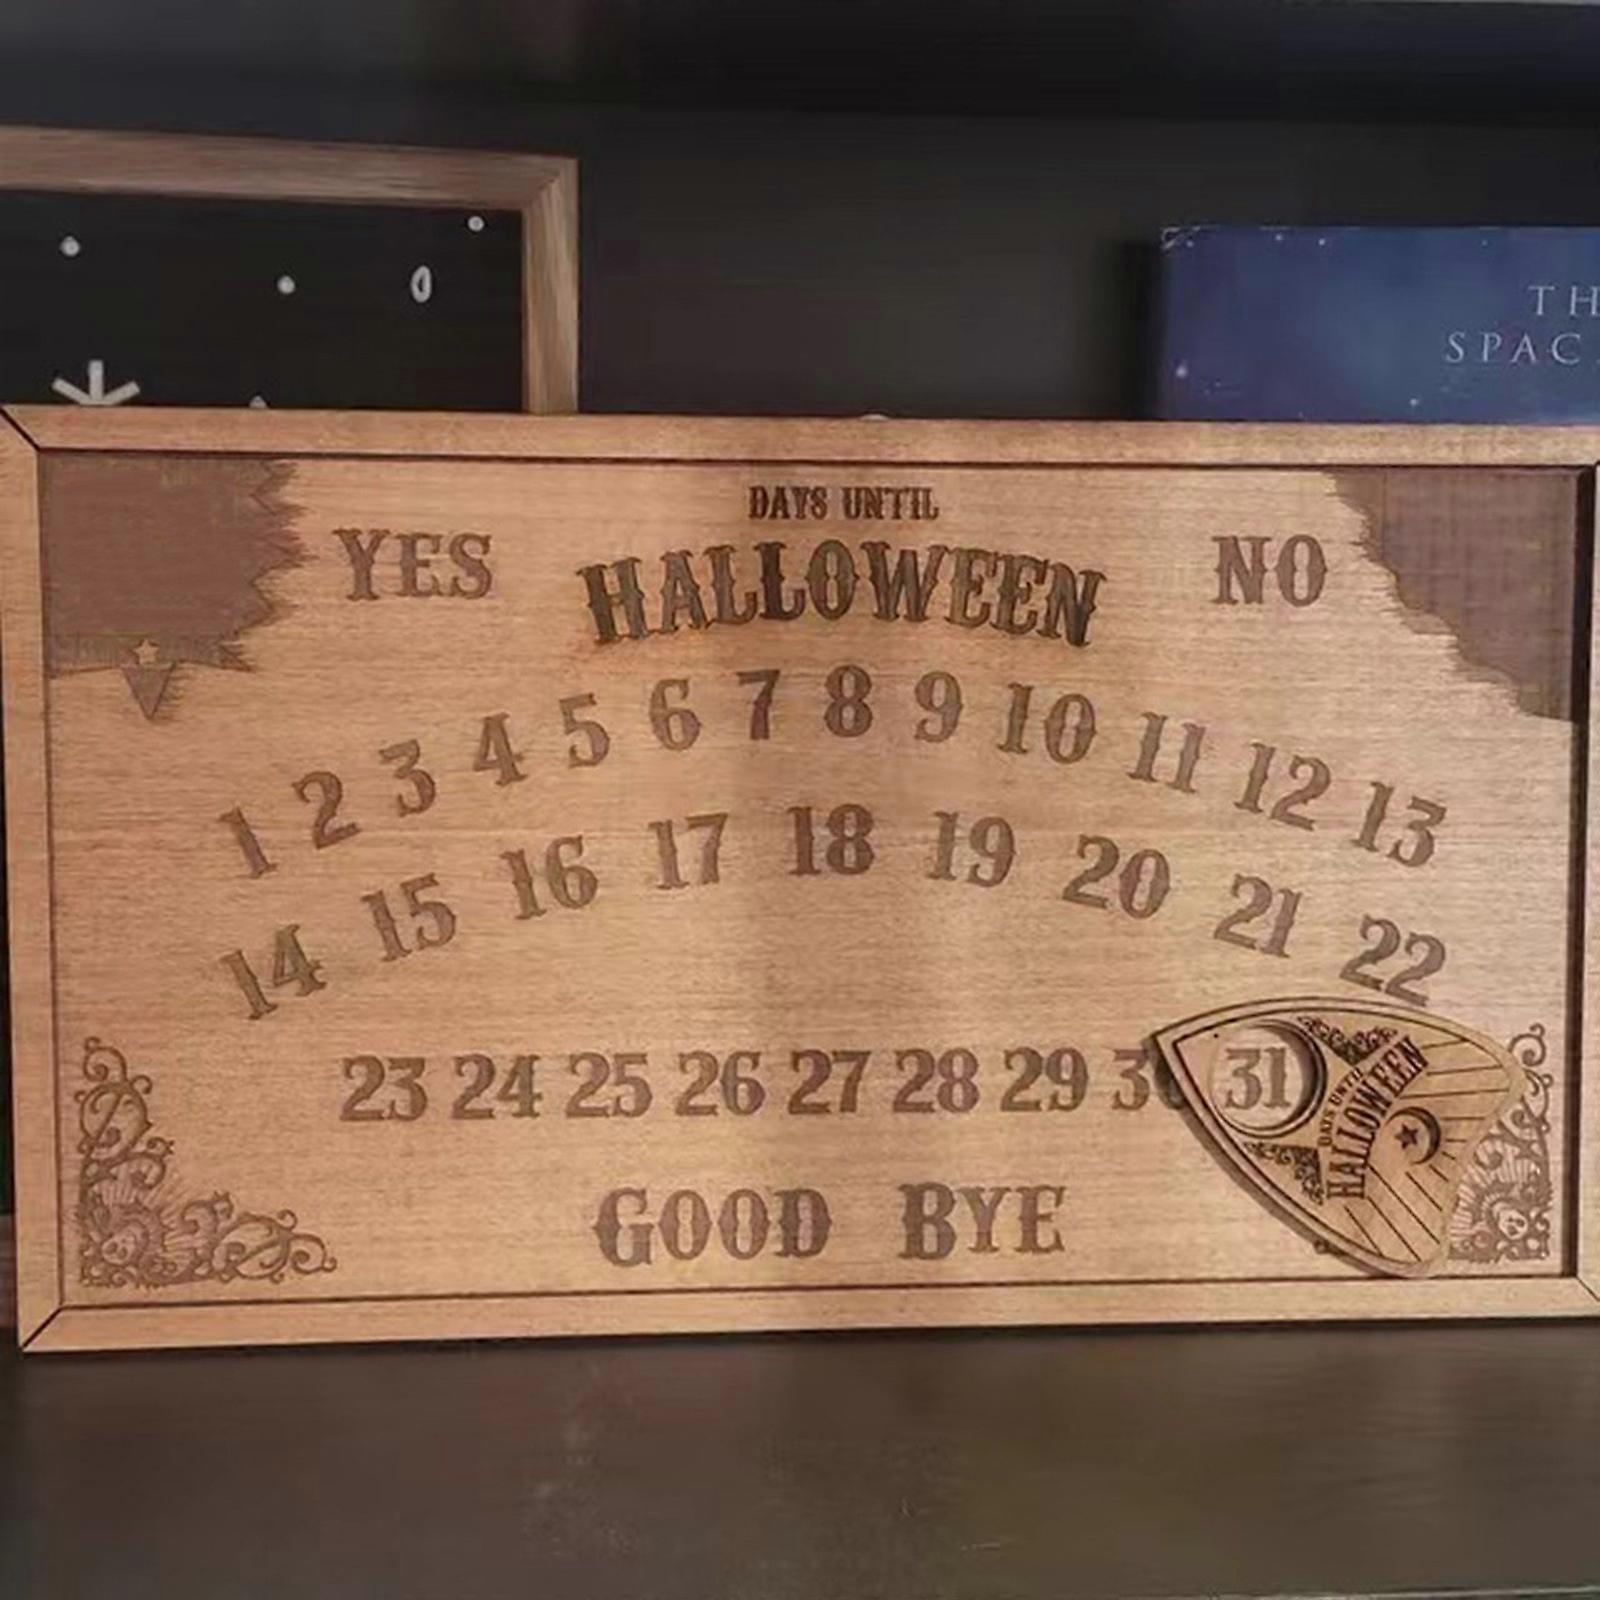 TH
SPAC
DAYS UNTIL
YES HALLOWEEN NO
1 2 3 4 5 6 7 8 9 10 11 12 13
14 15 16 17 18 19 20 21 22
23 24 25 26 27 28 29 30 31
DAYS UNTIL
HALLOWEEN
GOOD BYE